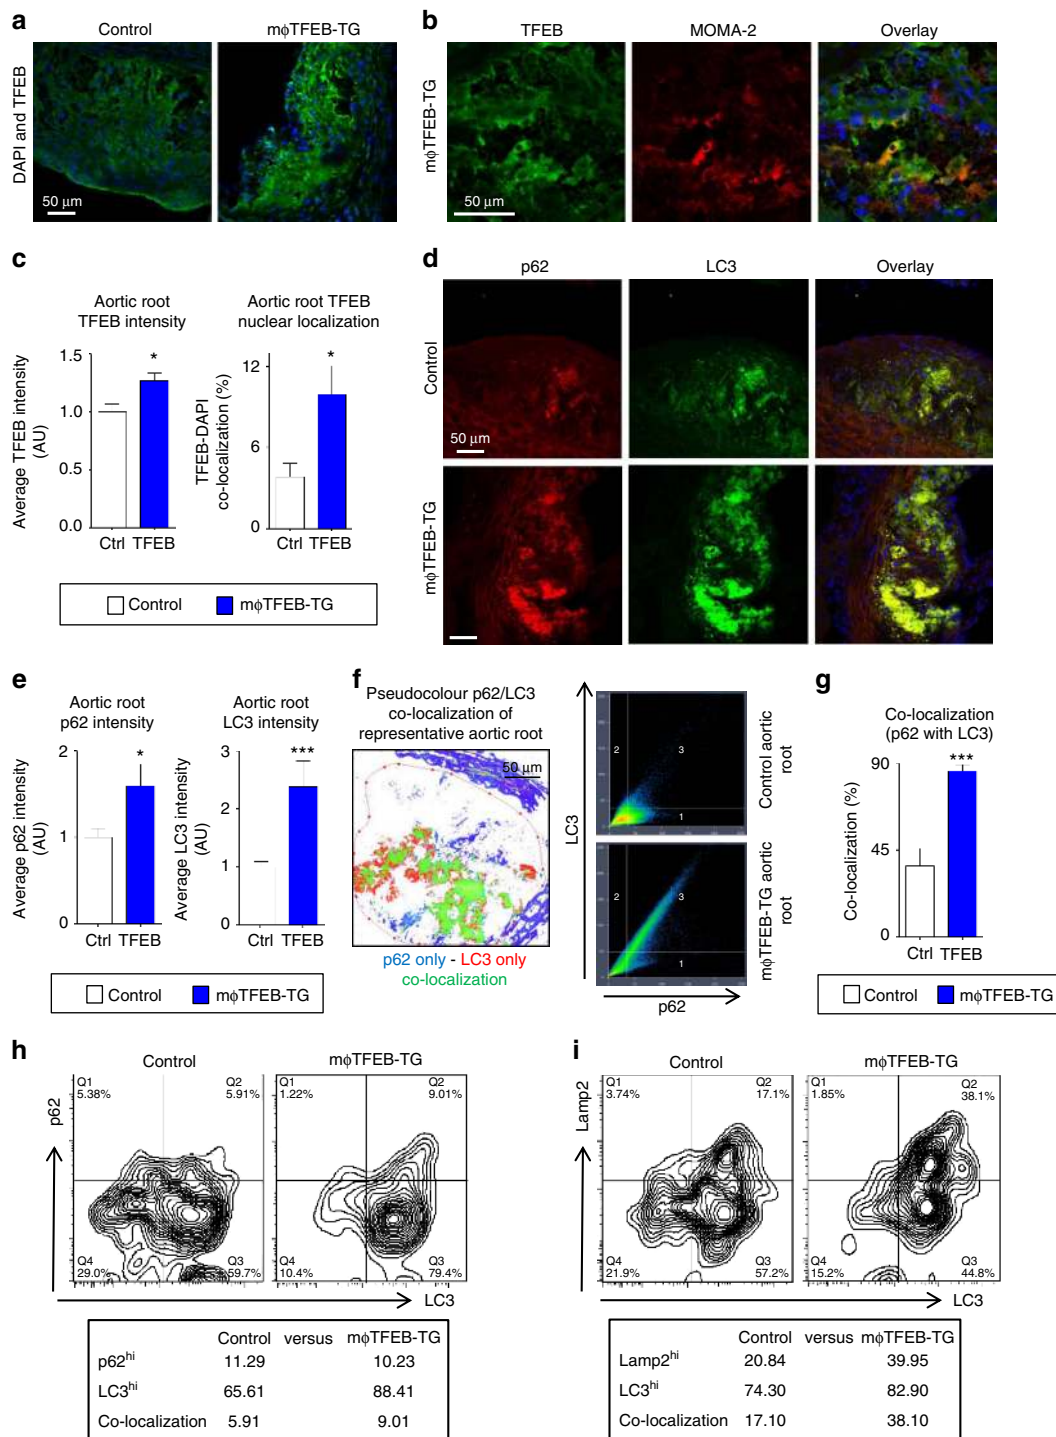 a
Control
mϕTFEB-TG
DAPI and TFEB
50 μm
b
TFEB
MOMA-2
Overlay
mϕTFEB-TG
50 μm
c
Aortic root
TFEB intensity
Average TFEB intensity
(AU)
1.5
1.0
0.5
0.0
*
Ctrl TFEB
Aortic root TFEB
nuclear localization
TFEB-DAPI
co-localization (%)
12
6
0
*
Ctrl TFEB
Control
mϕTFEB-TG
d
p62
LC3
Overlay
Control
50 μm
mϕTFEB-TG
e
Aortic root
p62 intensity
Average p62 intensity
(AU)
2
1
0
*
Ctrl TFEB
Aortic root
LC3 intensity
Average LC3 intensity
(AU)
3
2
1
0
***
Ctrl TFEB
Control
mϕTFEB-TG
f
Pseudocolour p62/LC3
co-localization of
representative aortic root
50 μm
p62 only - LC3 only
co-localization
LC3
2
3
1
Control aortic
root
2
3
1
mϕTFEB-TG aortic
root
p62
g
Co-localization
(p62 with LC3)
Co-localization (%)
90
45
0
***
Ctrl TFEB
Control
mϕTFEB-TG
h
Control
mϕTFEB-TG
p62
Q1
5.38%
Q2
5.91%
Q4
29.0%
Q3
59.7%
Q1
1.22%
Q2
9.01%
Q4
10.4%
Q3
79.4%
LC3
Control versus mϕTFEB-TG
p62hi 11.29 10.23
LC3hi 65.61 88.41
Co-localization 5.91 9.01
i
Control
mϕTFEB-TG
Lamp2
Q1
3.74%
Q2
17.1%
Q4
21.9%
Q3
57.2%
Q1
1.85%
Q2
38.1%
Q4
15.2%
Q3
44.8%
LC3
Control versus mϕTFEB-TG
Lamp2hi 20.84 39.95
LC3hi 74.30 82.90
Co-localization 17.10 38.10